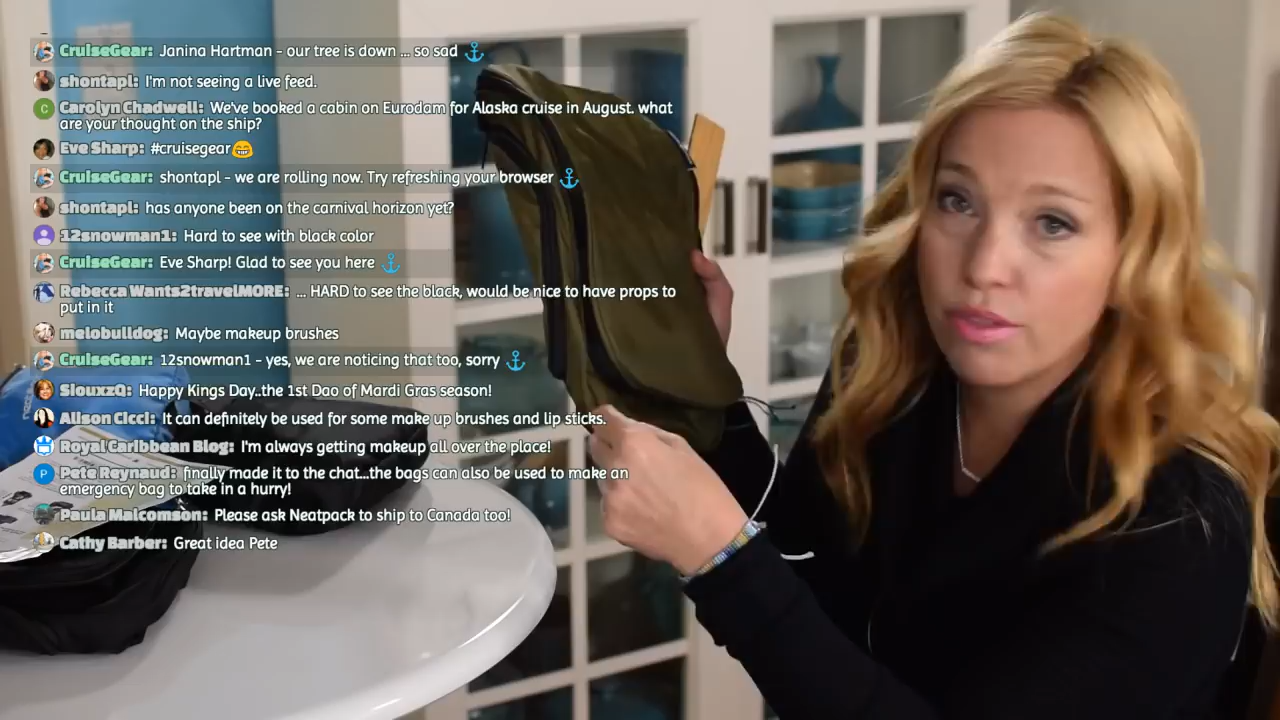 CruiseGear: Janina Hartman - our tree is down ... so sad ⚓
shontapl: I'm not seeing a live feed.
C Carolyn Chadwell: We've booked a cabin on Eurodam for Alaska cruise in August. what
are your thought on the ship?
Eve Sharp: #cruisegear😁
CruiseGear: shontapl - we are rolling now. Try refreshing your browser ⚓
shontapl: has anyone been on the carnival horizon yet?
12snowman1: Hard to see with black color
CruiseGear: Eve Sharp! Glad to see you here ⚓
Rebecca Wants2travelMORE: ... HARD to see the black, would be nice to have props to
put in it
melobulldog: Maybe makeup brushes
CruiseGear: 12snowman1 - yes, we are noticing that too, sorry ⚓
SiouxzQ: Happy Kings Day..the 1st Dao of Mardi Gras season!
Alison Cicci: It can definitely be used for some make up brushes and lip sticks.
Royal Caribbean Blog: I'm always getting makeup all over the place!
P Pete Reynaud: finally made it to the chat...the bags can also be used to make an
emergency bag to take in a hurry!
Paula Malcomson: Please ask Neatpack to ship to Canada too!
Cathy Barber: Great idea Pete